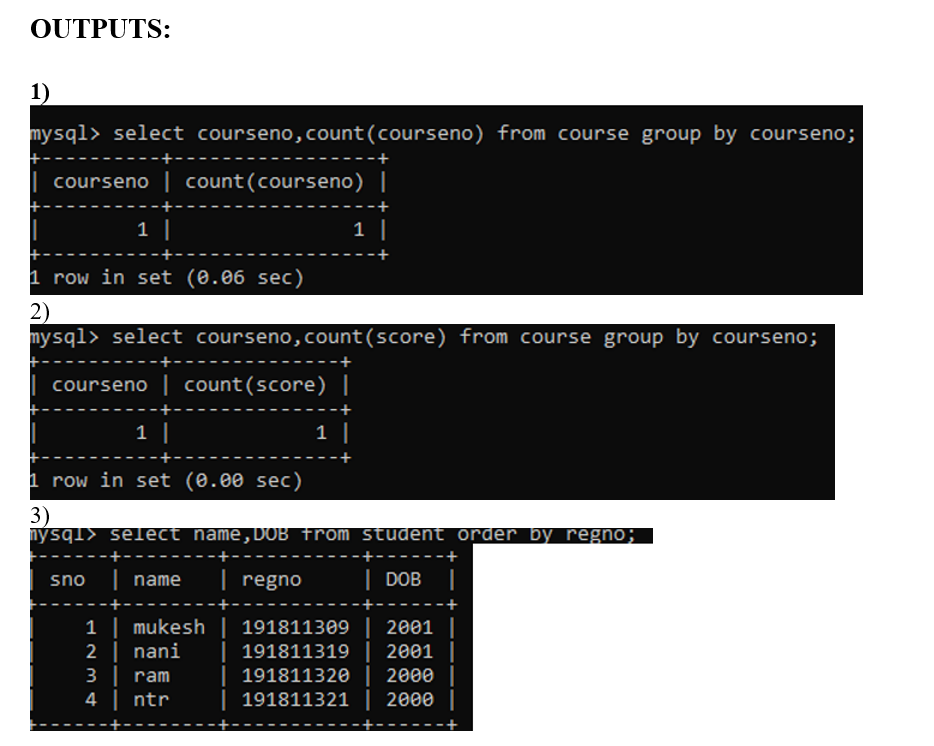 OUTPUTS:
1)
mysql> select courseno,count(courseno) from course group by courseno;
+----------+-----------------+
| courseno | count(courseno) |
+----------+-----------------+
|        1 |               1 |
+----------+-----------------+
1 row in set (0.06 sec)
2)
mysql> select courseno,count(score) from course group by courseno;
+----------+--------------+
| courseno | count(score) |
+----------+--------------+
|        1 |            1 |
+----------+--------------+
1 row in set (0.00 sec)
3)
mysql> select name,DOB from student order by regno;
+------+--------+-----------+------+
| sno  | name   | regno     | DOB  |
+------+--------+-----------+------+
|    1 | mukesh | 191811309 | 2001 |
|    2 | nani   | 191811319 | 2001 |
|    3 | ram    | 191811320 | 2000 |
|    4 | ntr    | 191811321 | 2000 |
+------+--------+-----------+------+